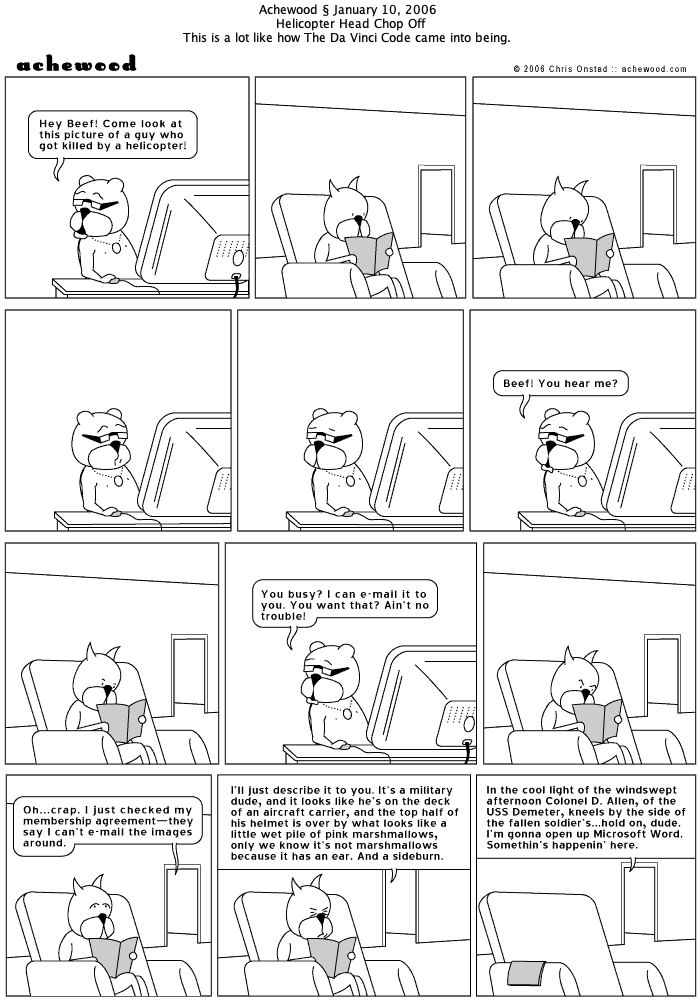 Achewood § January 10, 2006
Helicopter Head Chop Off
This is a lot like how The Da Vinci Code came into being.
achewood
© 2006 Chris Onstad :: achewood.com
Hey Beef! Come look at
this picture of a guy who
got killed by a helicopter!
Beef! You hear me?
You busy? I can e-mail it to
you. You want that? Ain't no
trouble!
Oh...crap. I just checked my
membership agreement—they
say I can't e-mail the images
around.
I'll just describe it to you. It's a military
dude, and it looks like he's on the deck
of an aircraft carrier, and the top half of
his helmet is over by what looks like a
little wet pile of pink marshmallows,
only we know it's not marshmallows
because it has an ear. And a sideburn.
In the cool light of the windswept
afternoon Colonel D. Allen, of the
USS Demeter, kneels by the side of
the fallen soldier's...hold on, dude.
I'm gonna open up Microsoft Word.
Somethin's happenin' here.